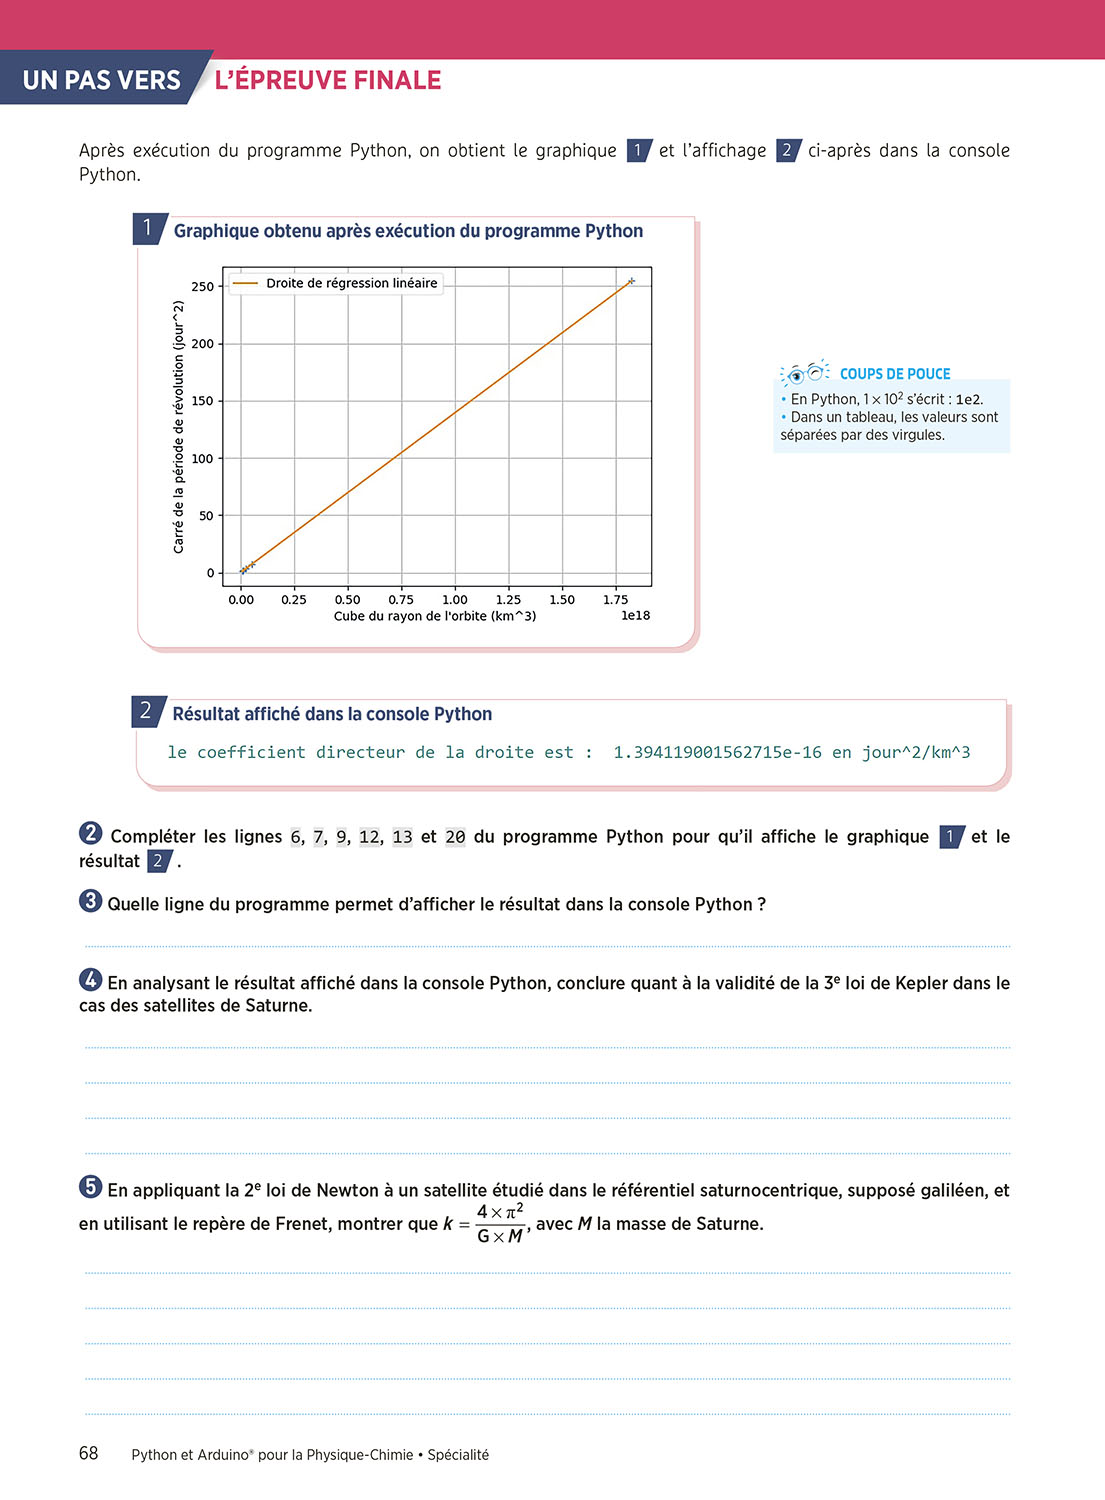 UN PAS VERS L'ÉPREUVE FINALE
Après exécution du programme Python, on obtient le graphique 1 et l'affichage 2 ci-après dans la console
Python.
1 Graphique obtenu après exécution du programme Python
Droite de régression linéaire
250
200
150
100
50
0
Carré de la période de révolution (jour^2)
0.00 0.25 0.50 0.75 1.00 1.25 1.50 1.75
Cube du rayon de l'orbite (km^3)
1e18
COUPS DE POUCE
• En Python, 1 × 10² s'écrit : 1e2.
• Dans un tableau, les valeurs sont
séparées par des virgules.
2 Résultat affiché dans la console Python
le coefficient directeur de la droite est : 1.394119001562715e-16 en jour^2/km^3
2 Compléter les lignes 6, 7, 9, 12, 13 et 20 du programme Python pour qu'il affiche le graphique 1 et le
résultat 2 .
3 Quelle ligne du programme permet d'afficher le résultat dans la console Python ?
4 En analysant le résultat affiché dans la console Python, conclure quant à la validité de la 3e loi de Kepler dans le
cas des satellites de Saturne.
5 En appliquant la 2e loi de Newton à un satellite étudié dans le référentiel saturnocentrique, supposé galiléen, et
en utilisant le repère de Frenet, montrer que k = 4 × π² / G × M, avec M la masse de Saturne.
68 Python et Arduino® pour la Physique-Chimie • Spécialité